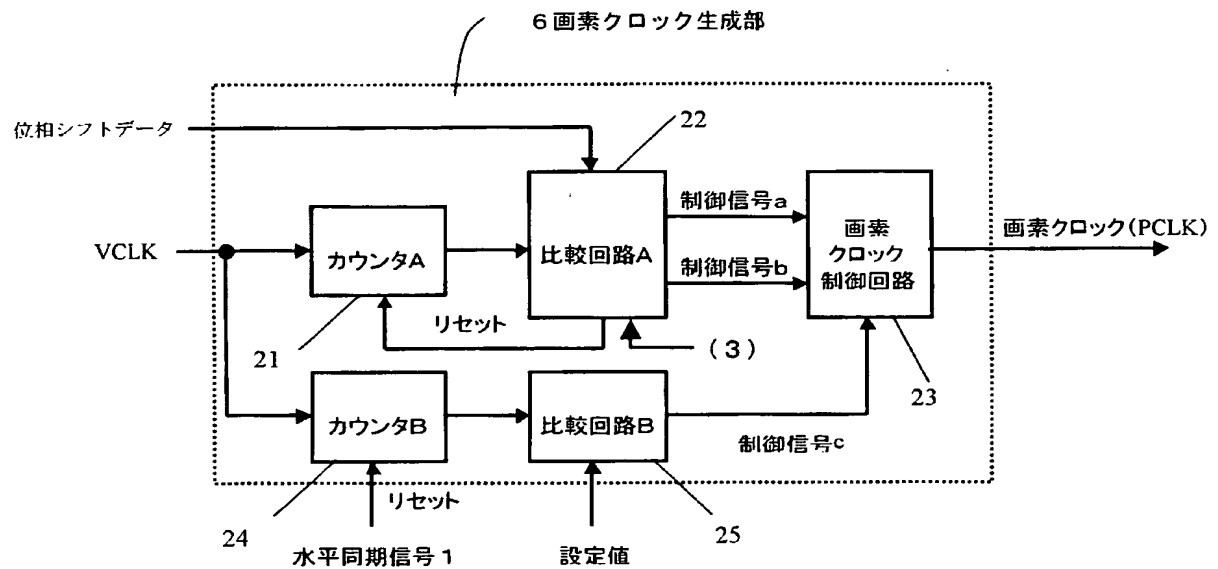 6画素クロック生成部
位相シフトデータ
22
制御信号a
画素
クロック
制御回路
画素クロック(PCLK)
VCLK
カウンタA
比較回路A
制御信号b
リセット
(3)
21
23
カウンタB
比較回路B
制御信号c
24
リセット
25
水平同期信号1
設定値